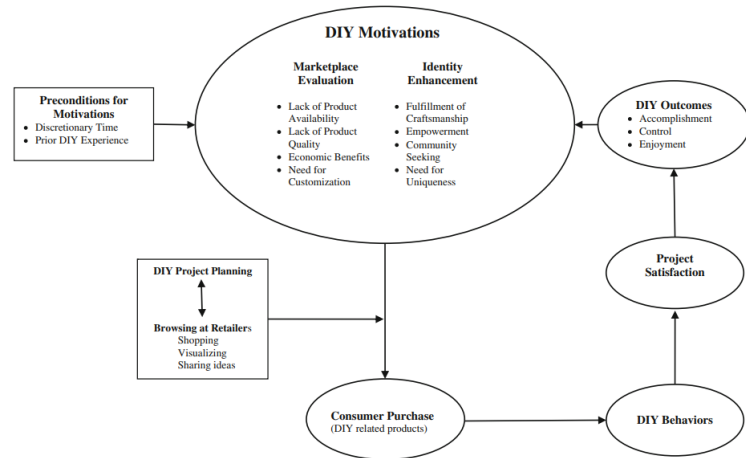 DIY Motivations
Marketplace
Evaluation
• Lack of Product
Availability
• Lack of Product
Quality
• Economic Benefits
• Need for
Customization
Identity
Enhancement
• Fulfillment of
Craftsmanship
• Empowerment
• Community
Seeking
• Need for
Uniqueness
Preconditions for
Motivations
• Discretionary Time
• Prior DIY Experience
DIY Outcomes
• Accomplishment
• Control
• Enjoyment
DIY Project Planning
Browsing at Retailers
Shopping
Visualizing
Sharing ideas
Project
Satisfaction
Consumer Purchase
(DIY related products)
DIY Behaviors